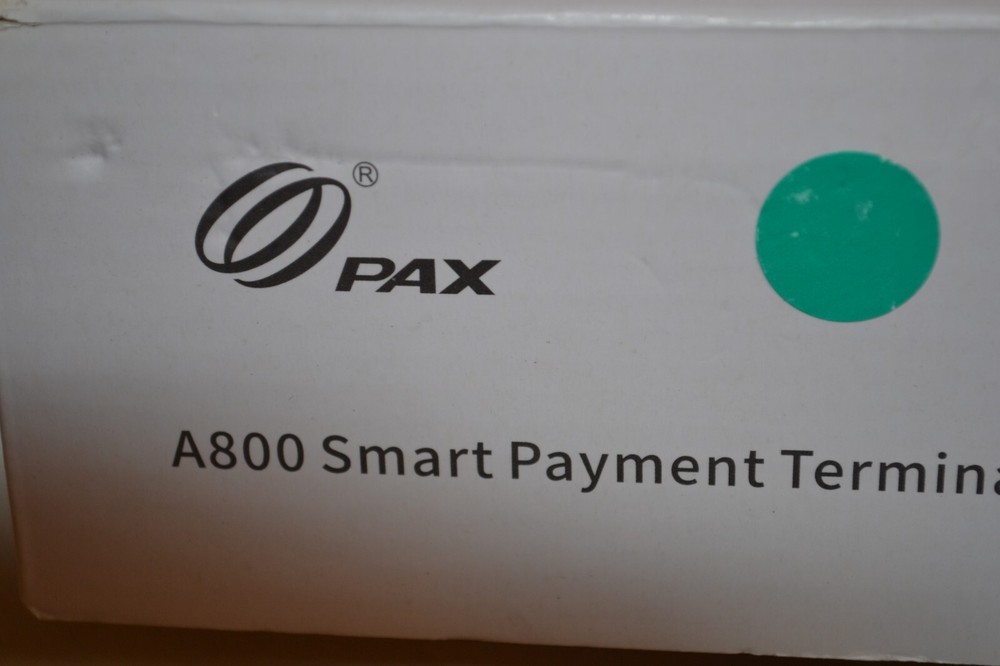 ® PAX
A800 Smart Payment Termina